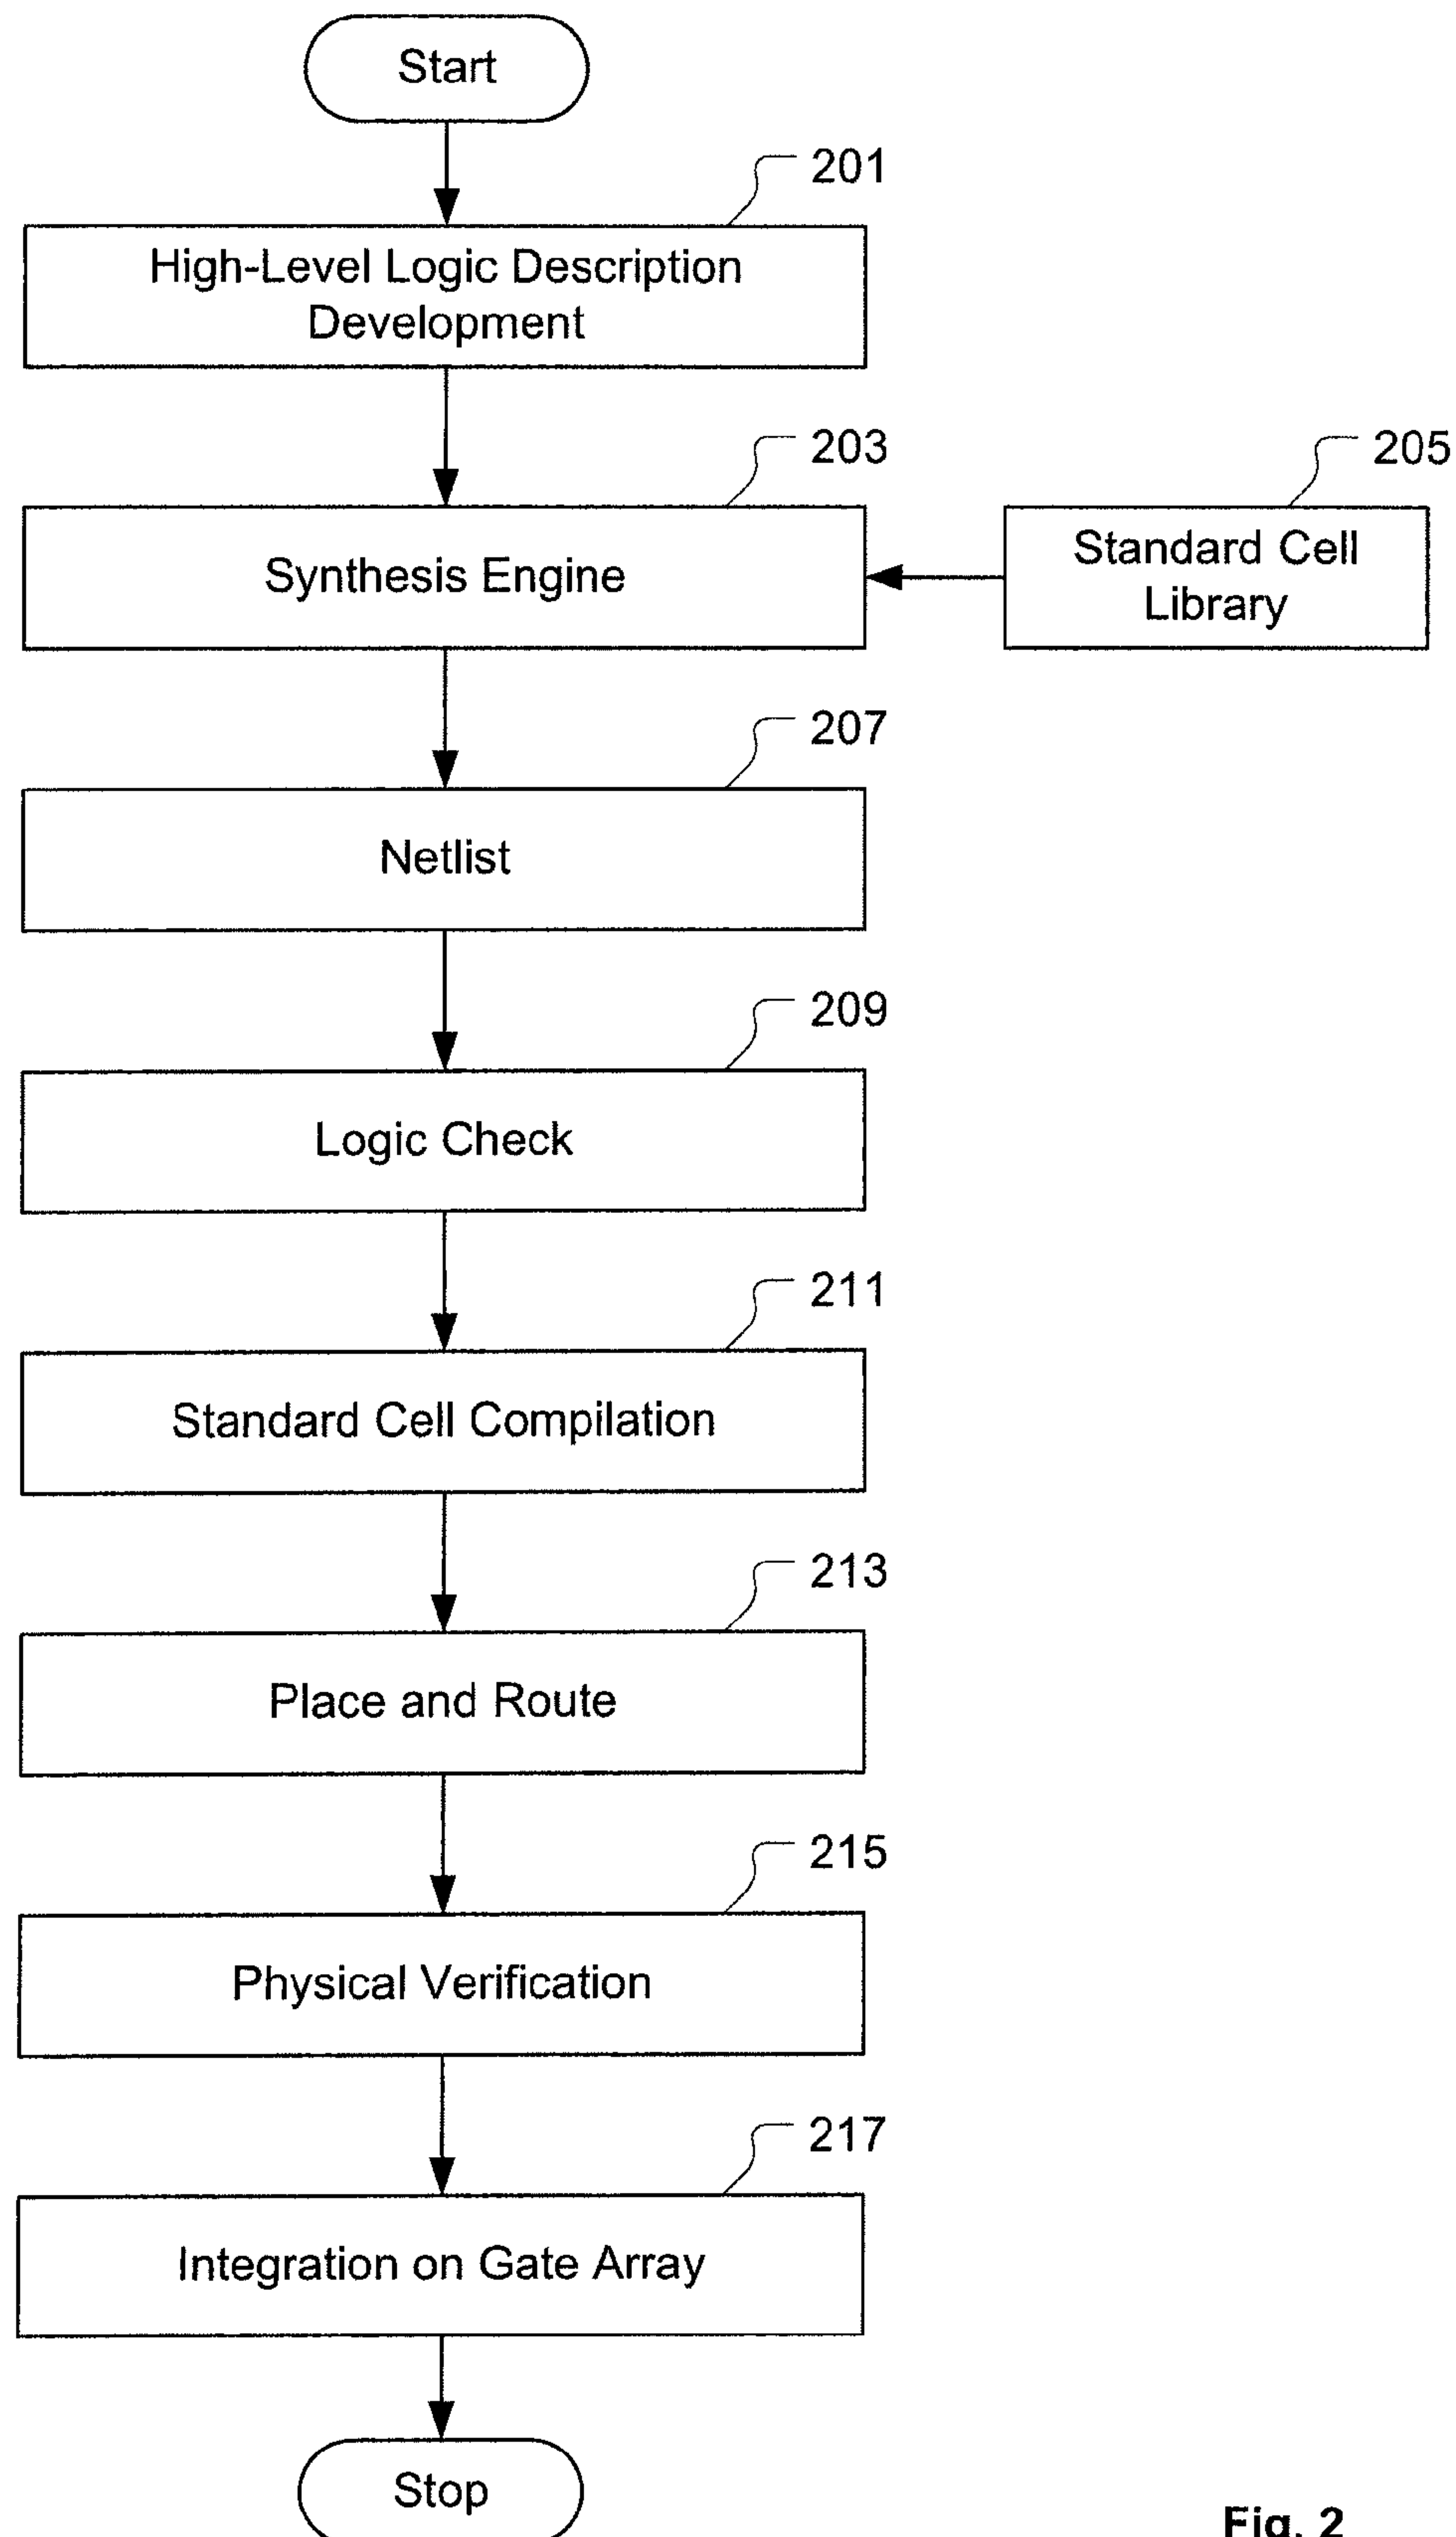 Start
201
High-Level Logic Description
Development
203
205
Synthesis Engine
Standard Cell
Library
207
Netlist
209
Logic Check
211
Standard Cell Compilation
213
Place and Route
215
Physical Verification
217
Integration on Gate Array
Stop
Fig. 2